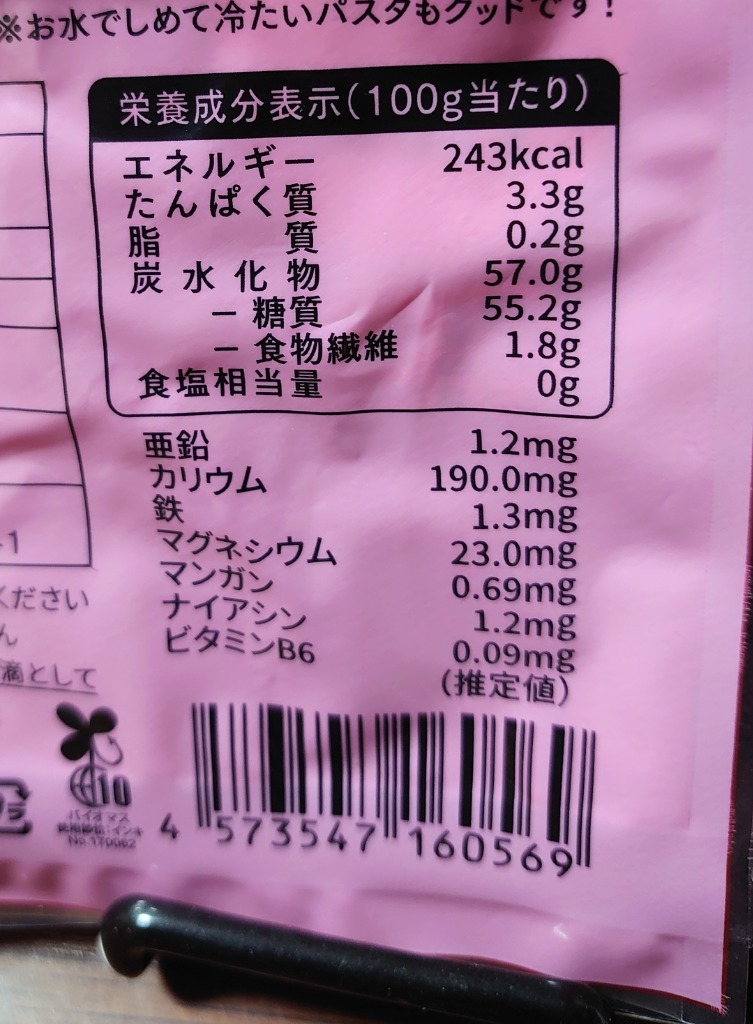 ※お水でしめて冷たいパスタもグッドです!
栄養成分表示(100g当たり)
エネルギー 243kcal
たんぱく質 3.3g
脂質 0.2g
炭水化物 57.0g
－糖質 55.2g
－食物繊維 1.8g
食塩相当量 0g
亜鉛 1.2mg
カリウム 190.0mg
鉄 1.3mg
マグネシウム 23.0mg
マンガン 0.69mg
ナイアシン 1.2mg
ビタミンB6 0.09mg
(推定値)
-1
ください
ん
滴として
10
バイオマス
No 170062
4 573547 160569